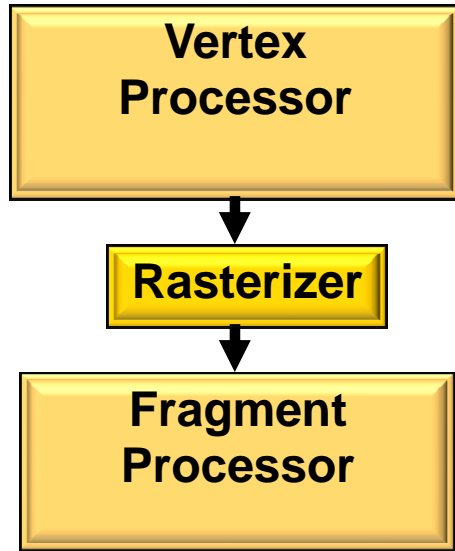 Vertex
Processor
Rasterizer
Fragment
Processor